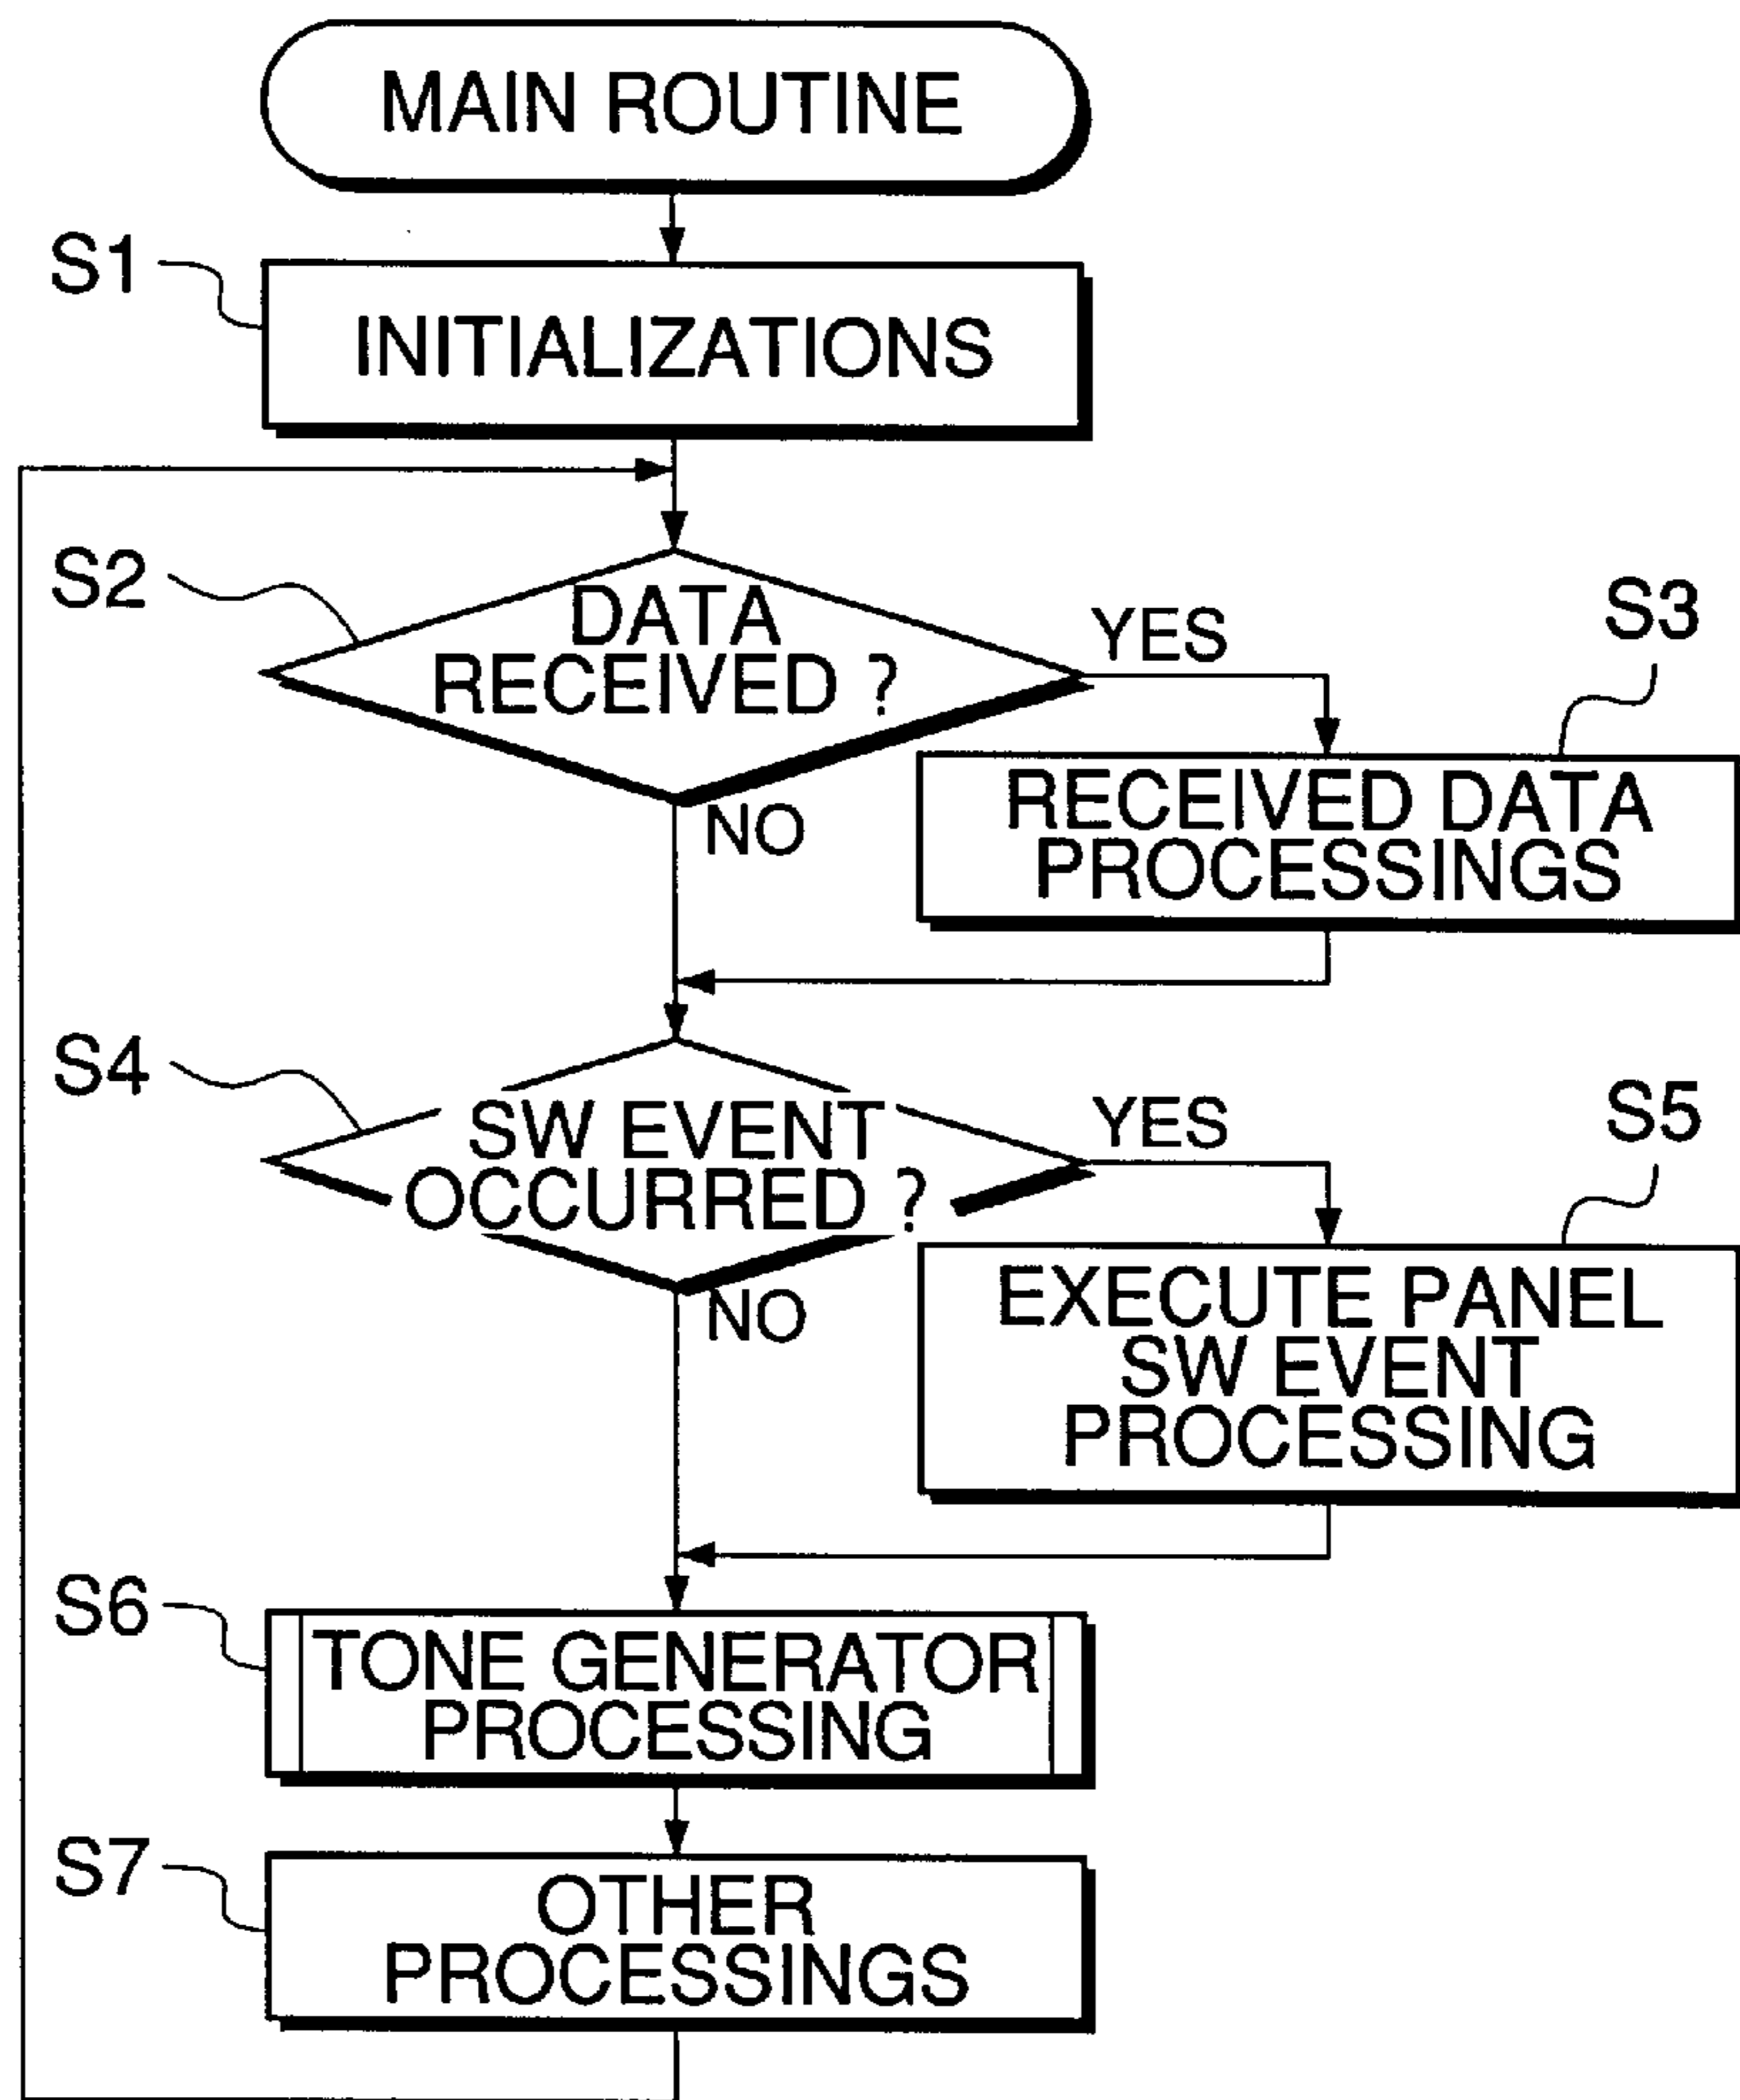 MAIN ROUTINE
S1
INITIALIZATIONS
S2
DATA
RECEIVED ?
YES
NO
S3
RECEIVED DATA
PROCESSINGS
S4
SW EVENT
OCCURRED ?
YES
NO
S5
EXECUTE PANEL
SW EVENT
PROCESSING
S6
TONE GENERATOR
PROCESSING
S7
OTHER
PROCESSINGS